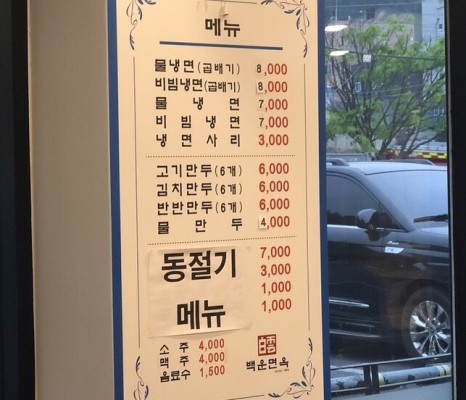 메뉴
물냉면(곱배기) 8,000
비빔냉면(곱배기) 8,000
물냉면 7,000
비빔냉면 7,000
냉면사리 3,000
고기만두(6개) 6,000
김치만두(6개) 6,000
반반만두(6개) 6,000
물만두 4,000
동절기
메뉴
7,000
3,000
1,000
1,000
소주 4,000
맥주 4,000
음료수 1,500
백운면옥